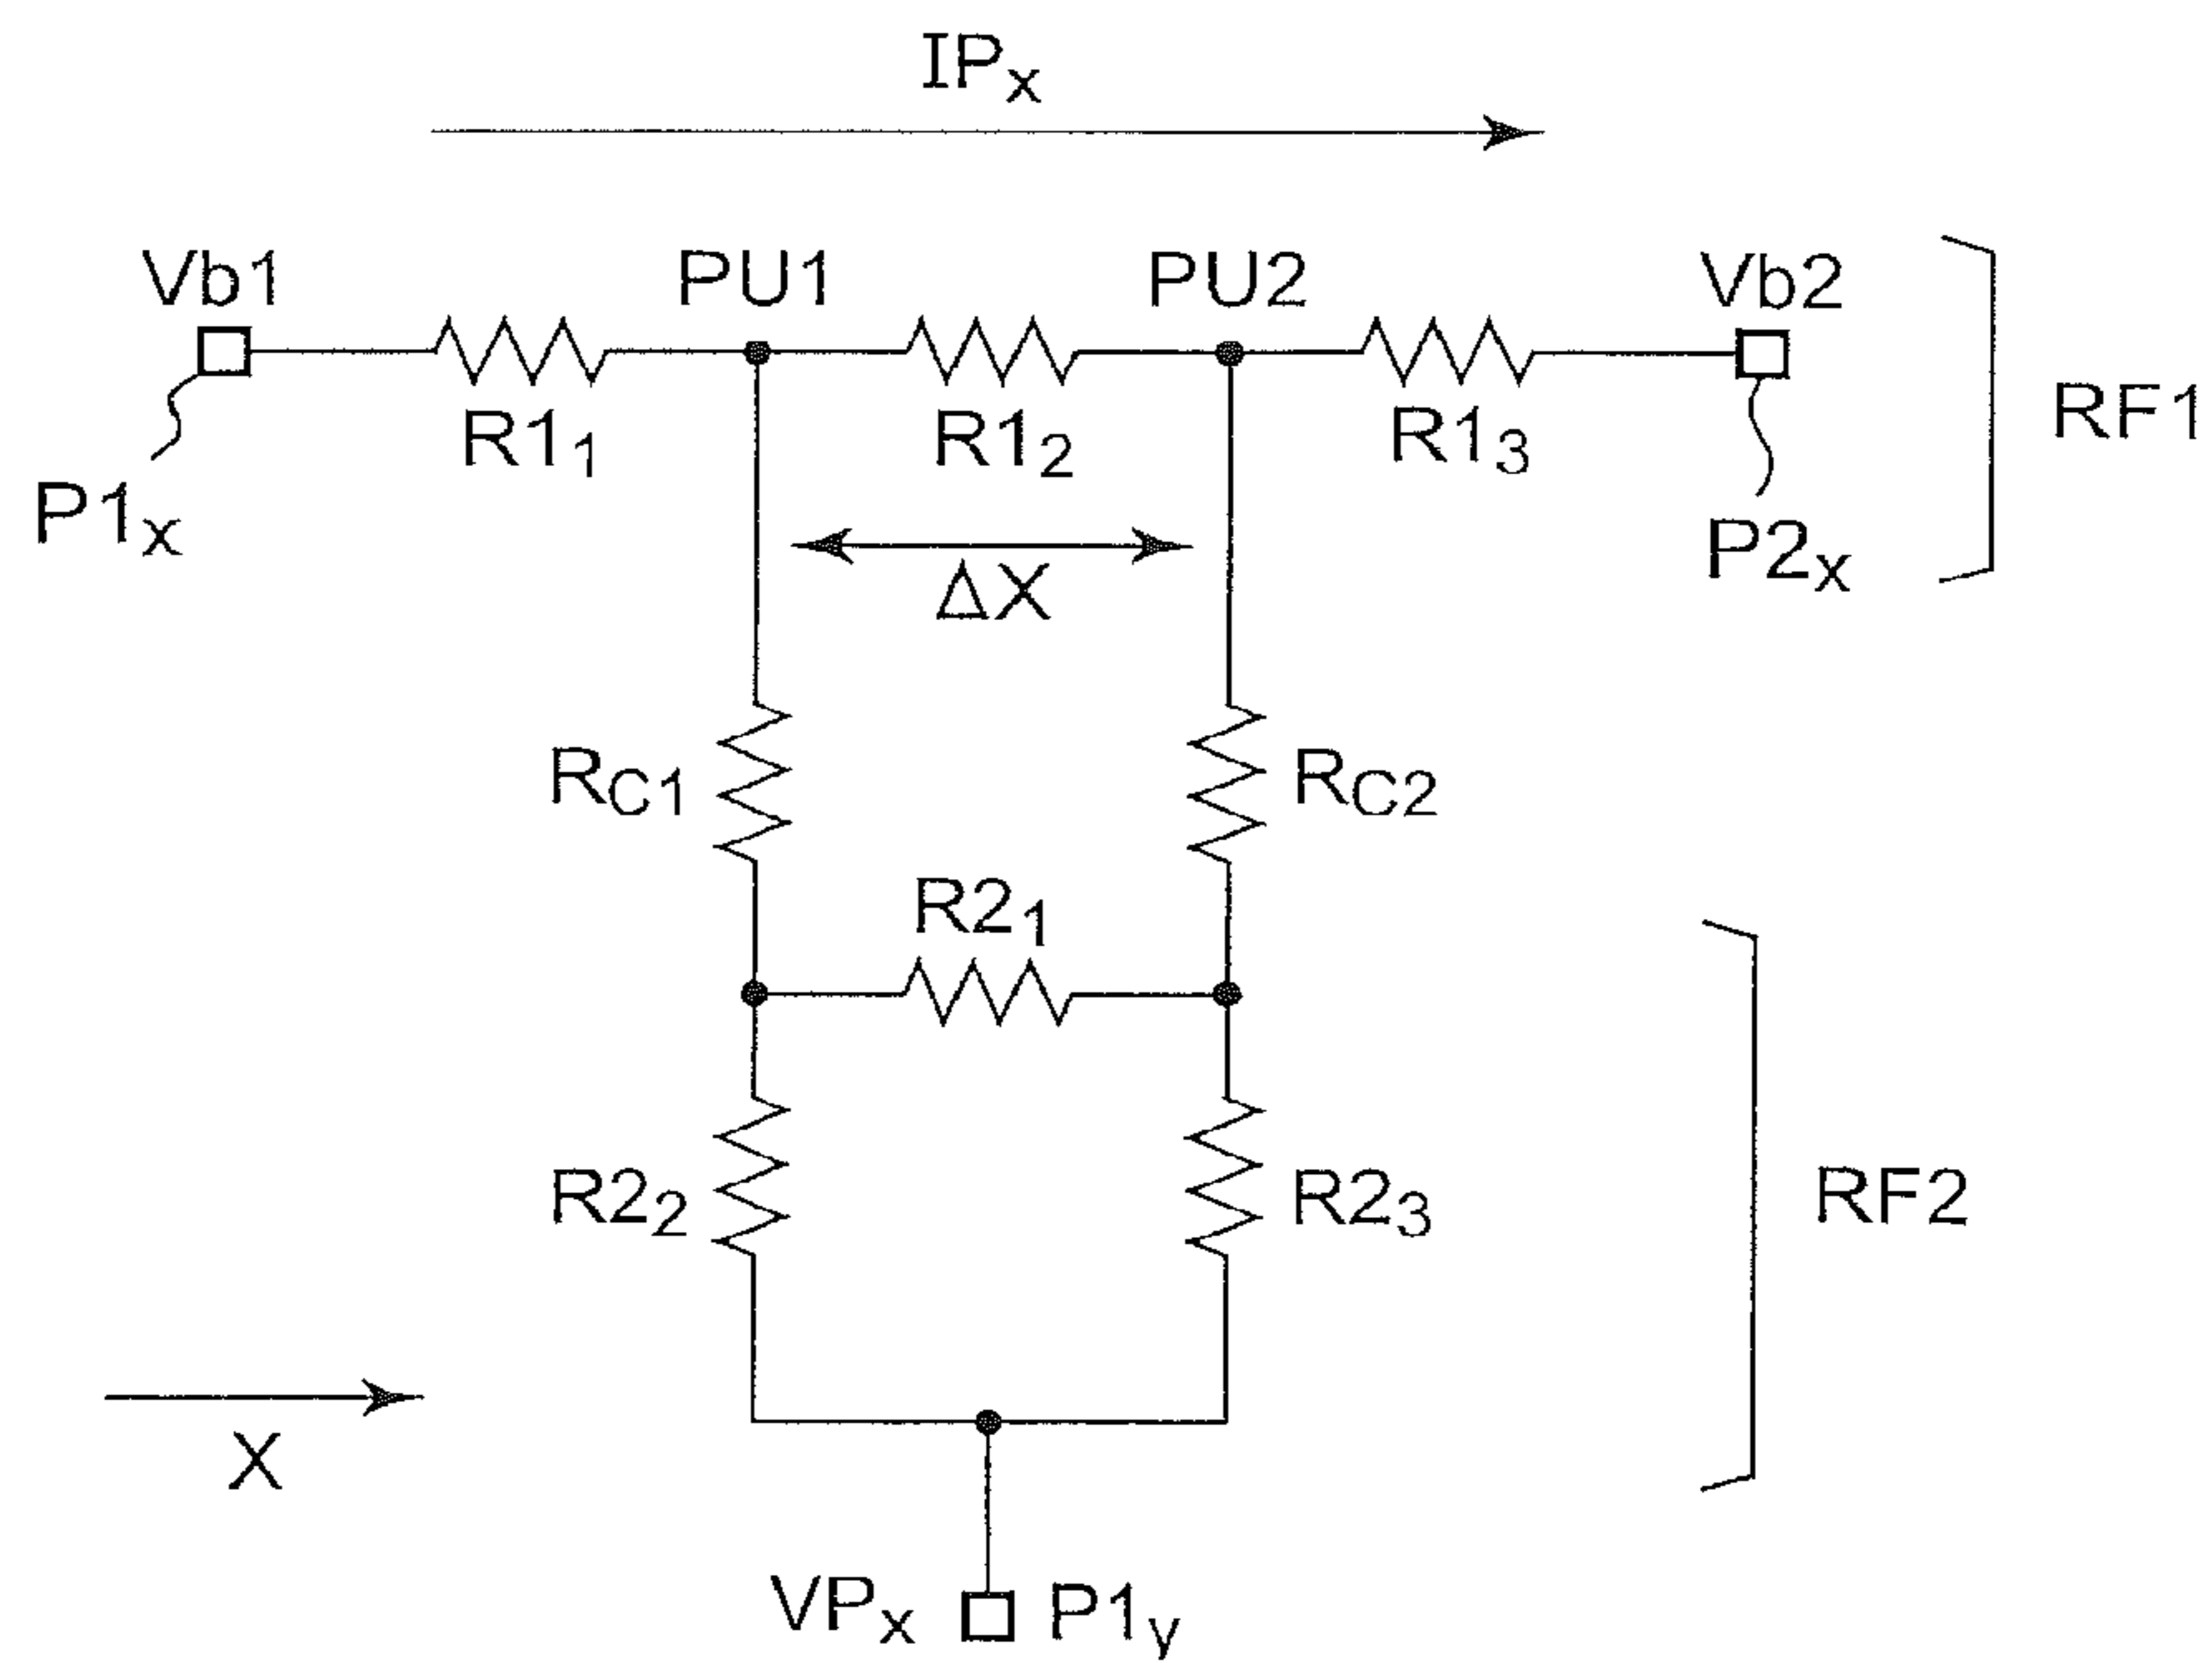 IPx
Vb1 PU1 PU2 Vb2
R11 R12 R13 RF1
P1x P2x
ΔX
RC1 RC2
R21
R22 R23 RF2
X
VPx P1y